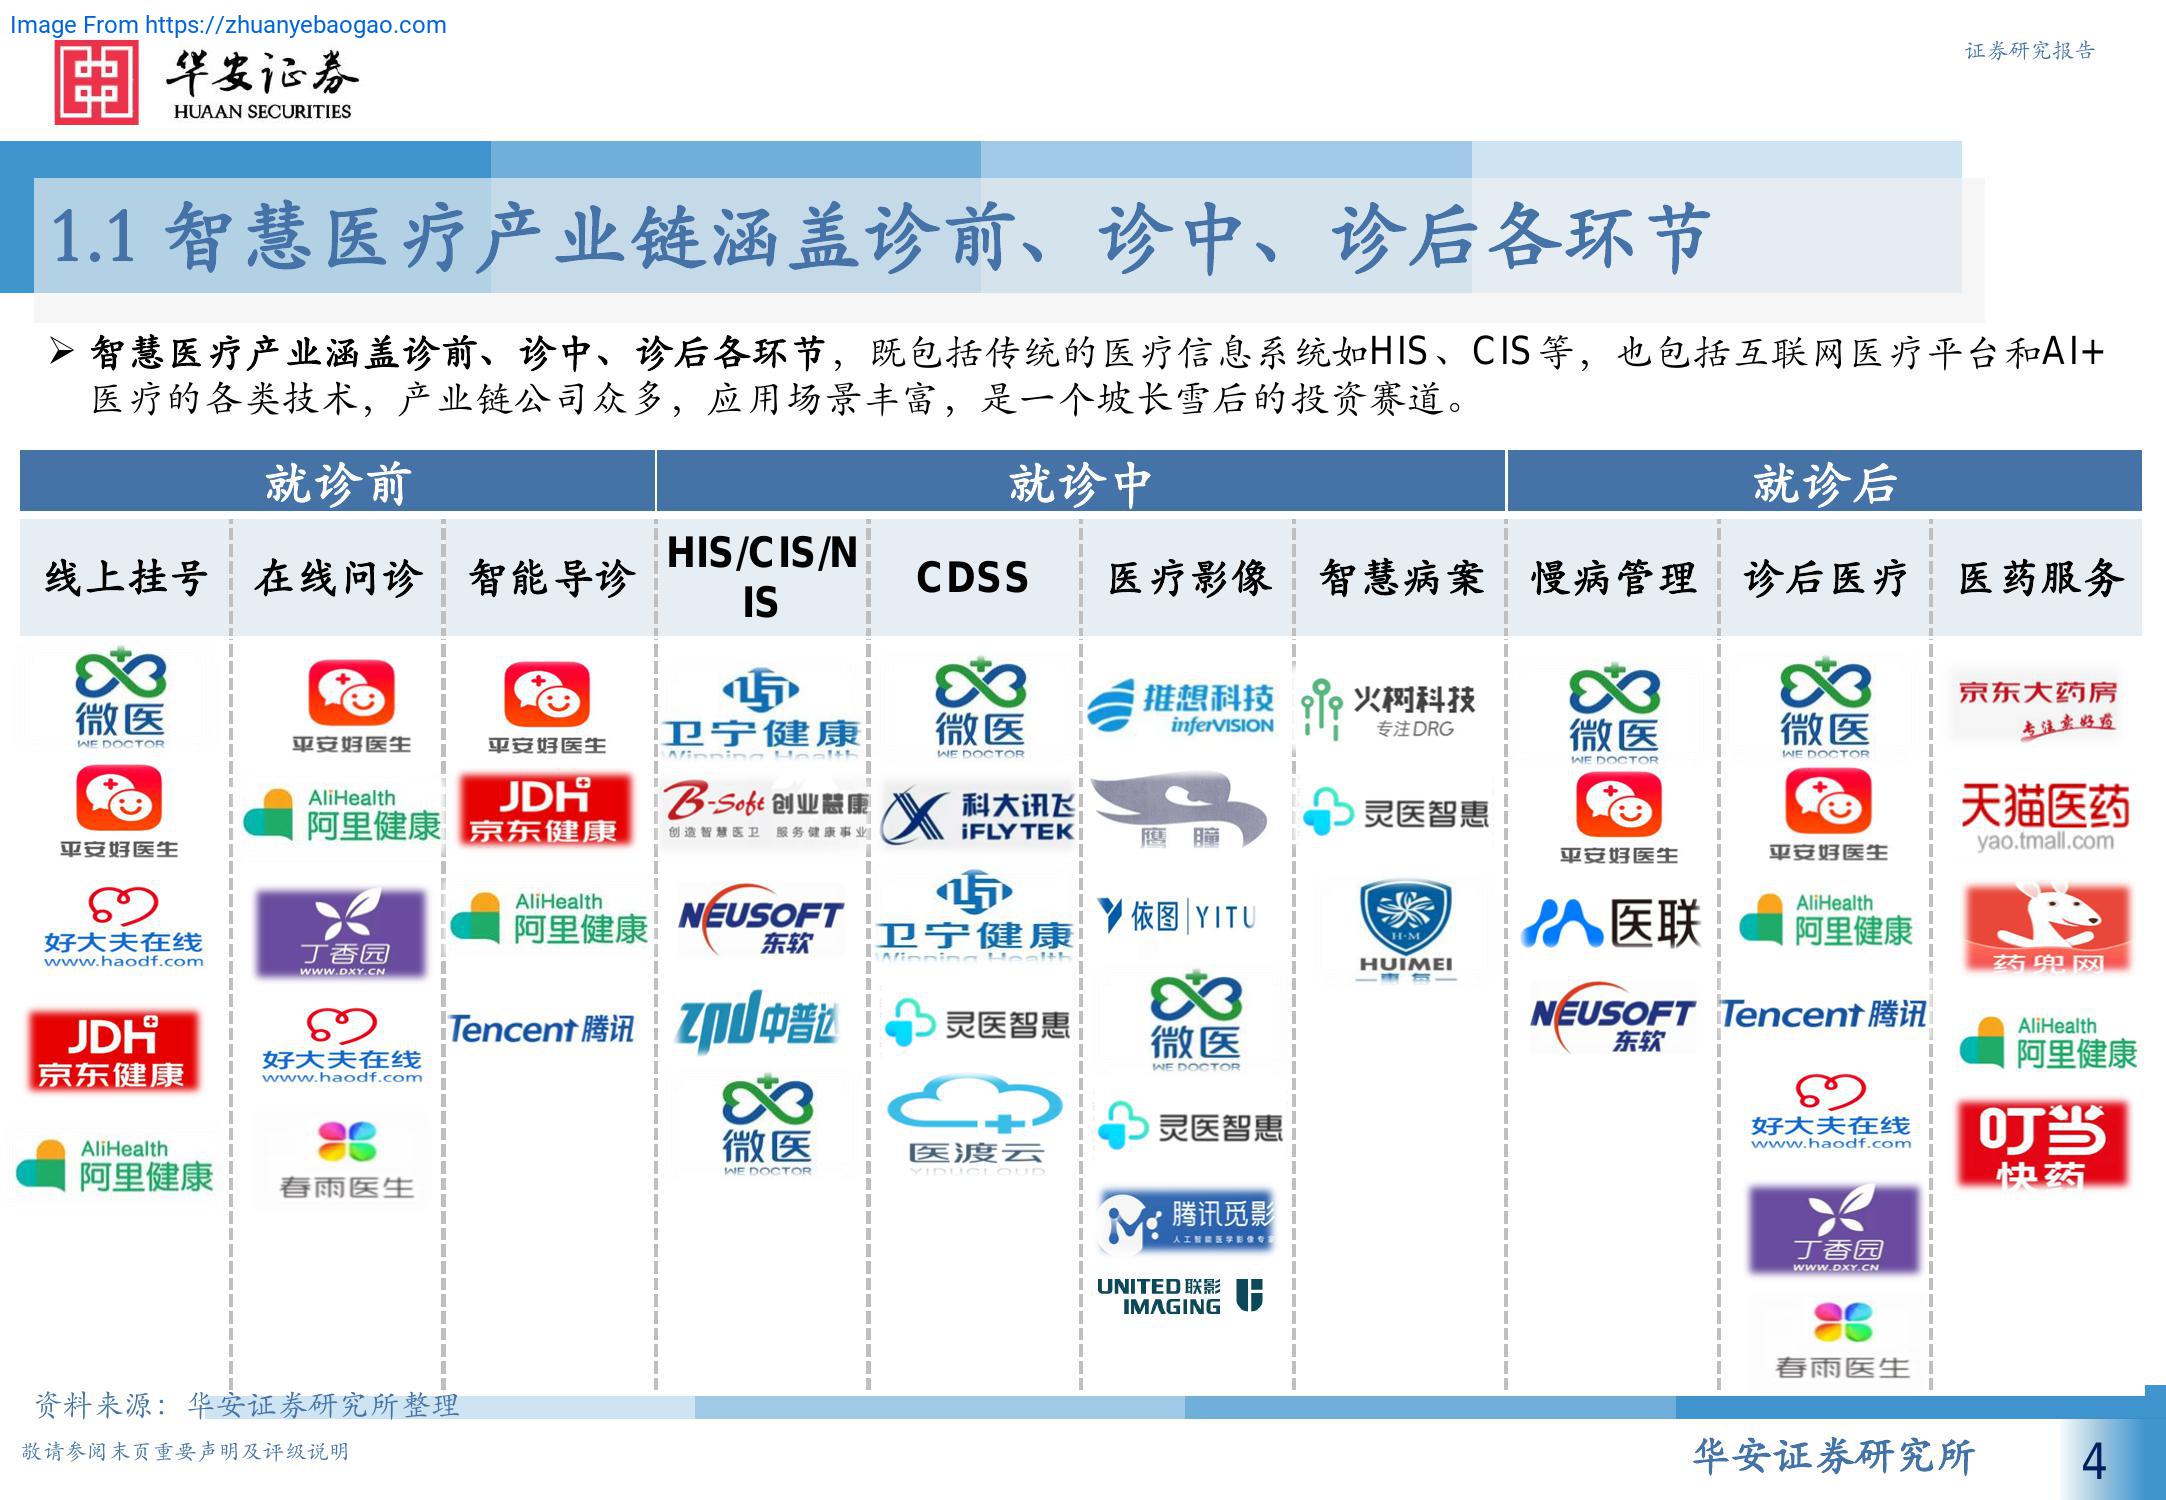 Image From https://zhuanyebaogao.com
华安证券
HUAAN SECURITIES
证券研究报告
1.1 智慧医疗产业链涵盖诊前、诊中、诊后各环节
➢ 智慧医疗产业涵盖诊前、诊中、诊后各环节，既包括传统的医疗信息系统如HIS、CIS等，也包括互联网医疗平台和AI+
医疗的各类技术，产业链公司众多，应用场景丰富，是一个坡长雪后的投资赛道。
就诊前
就诊中
就诊后
线上挂号
在线问诊
智能导诊
HIS/CIS/N
IS
CDSS
医疗影像
智慧病案
慢病管理
诊后医疗
医药服务
微医
WE DOCTOR
平安好医生
好大夫在线
www.haodf.com
JDH
京东健康
AliHealth
阿里健康
平安好医生
AliHealth
阿里健康
丁香园
WWW.DXY.CN
好大夫在线
www.haodf.com
春雨医生
平安好医生
JDH
京东健康
AliHealth
阿里健康
Tencent 腾讯
卫宁健康
Winning Health
B-Soft 创业慧康
创造智慧医卫 服务健康事业
NEUSOFT
东软
zpd中普达
微医
WE DOCTOR
微医
WE DOCTOR
科大讯飞
iFLYTEK
卫宁健康
Winning Health
灵医智惠
医渡云
YIDUCLOUD
推想科技
inferVISION
鹰瞳
依图 YITU
微医
WE DOCTOR
灵医智惠
腾讯觅影
人工智能医学影像专家
UNITED 联影
IMAGING
火树科技
专注DRG
灵医智惠
H·M
HUIMEI
惠每
微医
WE DOCTOR
平安好医生
医联
NEUSOFT
东软
微医
WE DOCTOR
平安好医生
AliHealth
阿里健康
Tencent 腾讯
好大夫在线
www.haodf.com
丁香园
WWW.DXY.CN
春雨医生
京东大药房
专注卖好药
天猫医药
yao.tmall.com
药兜网
AliHealth
阿里健康
叮当
快药
资料来源：华安证券研究所整理
敬请参阅末页重要声明及评级说明
华安证券研究所
4